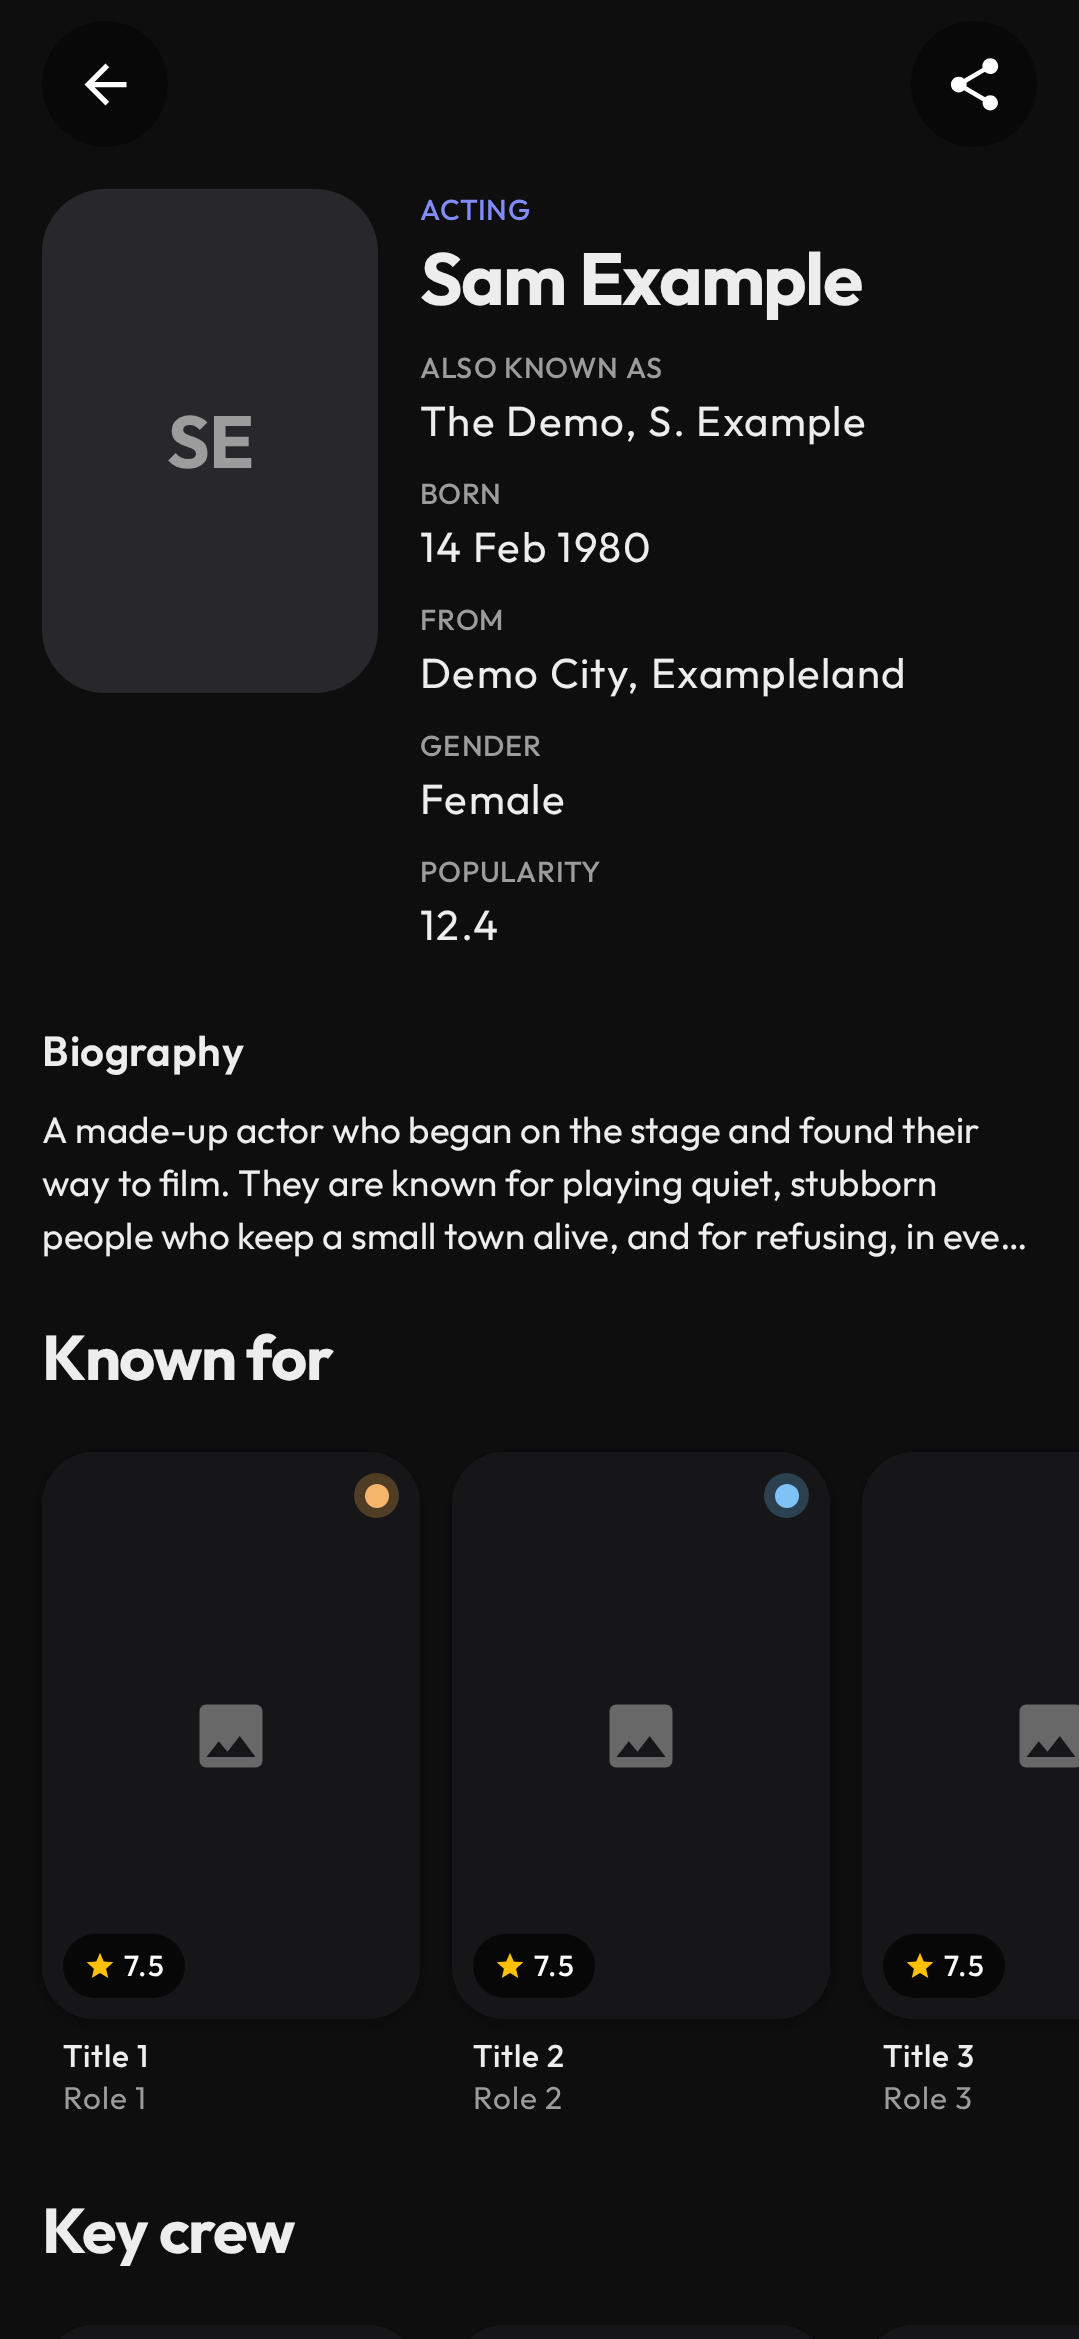 ACTING
Sam Example
ALSO KNOWN AS
The Demo, S. Example
BORN
14 Feb 1980
FROM
Demo City, Exampleland
GENDER
Female
POPULARITY
12.4
SE
Biography
A made-up actor who began on the stage and found their
way to film. They are known for playing quiet, stubborn
people who keep a small town alive, and for refusing, in eve...
Known for
7.5
7.5
7.5
Title 1
Role 1
Title 2
Role 2
Title 3
Role 3
Key crew